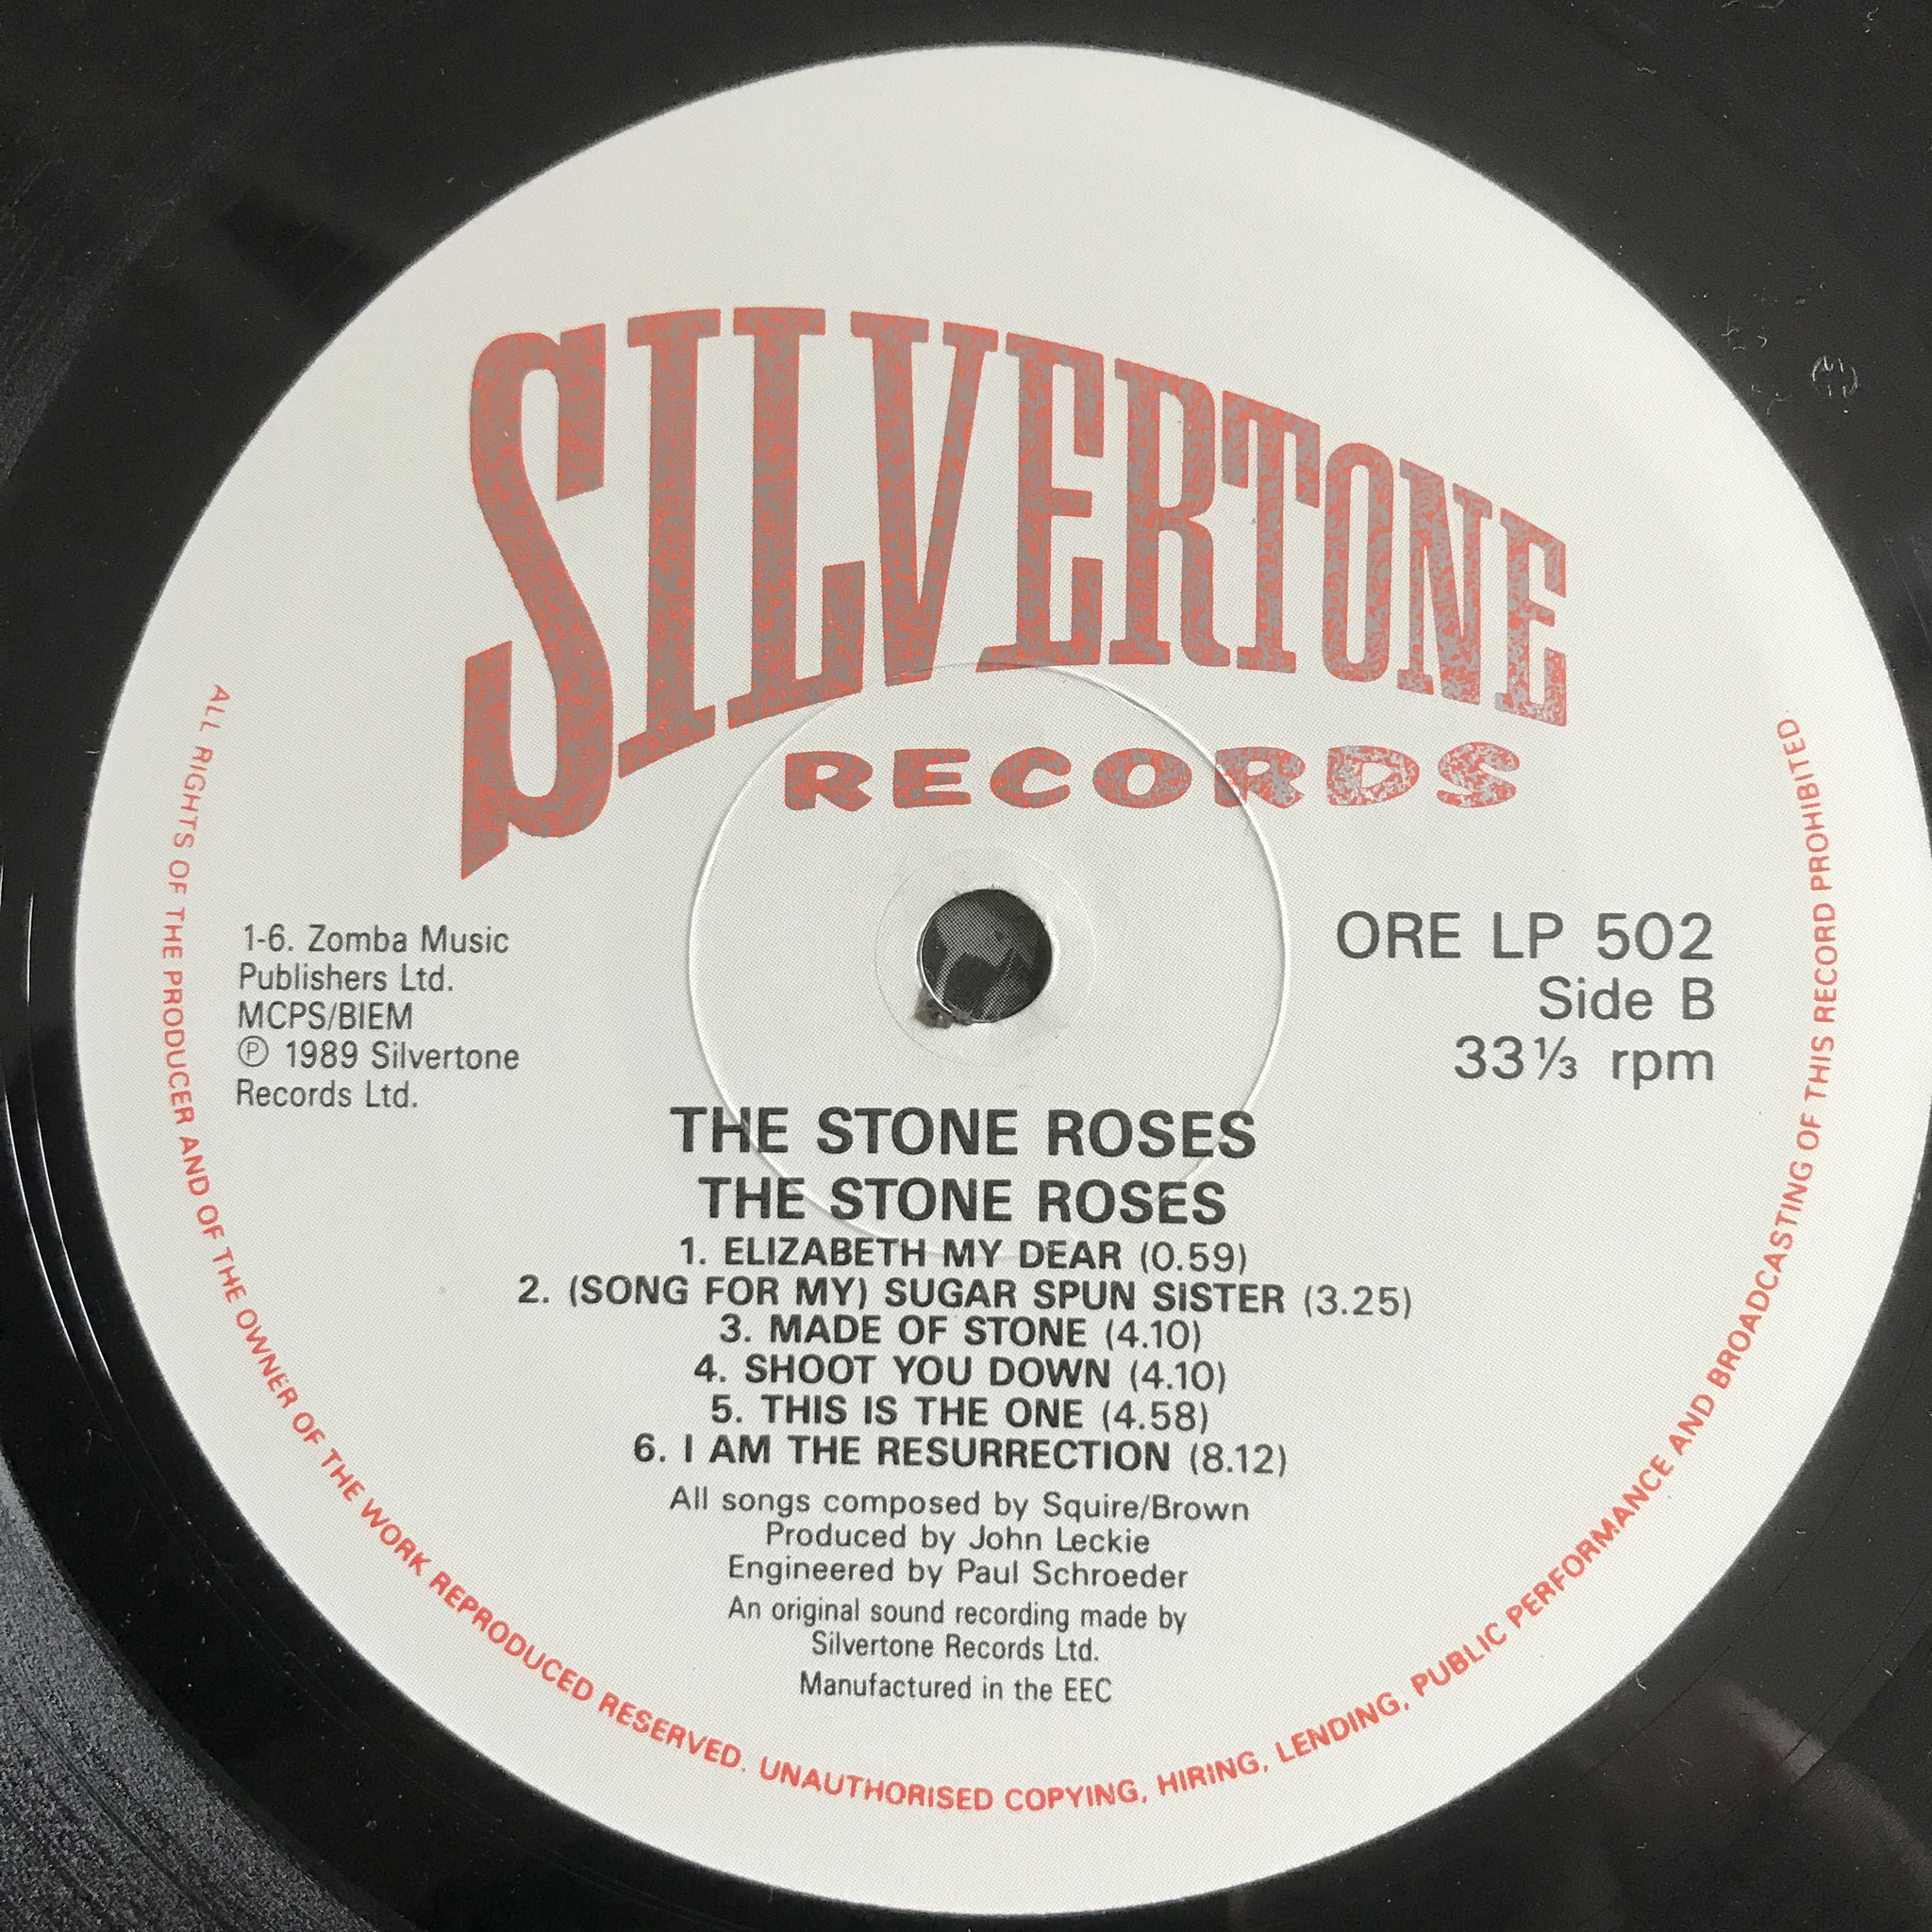 SILVERTONE
RECORDS
1-6. Zomba Music
Publishers Ltd.
MCPS/BIEM
Ⓟ 1989 Silvertone
Records Ltd.
ORE LP 502
Side B
33⅓ rpm
THE STONE ROSES
THE STONE ROSES
1. ELIZABETH MY DEAR (0.59)
2. (SONG FOR MY) SUGAR SPUN SISTER (3.25)
3. MADE OF STONE (4.10)
4. SHOOT YOU DOWN (4.10)
5. THIS IS THE ONE (4.58)
6. I AM THE RESURRECTION (8.12)
All songs composed by Squire/Brown
Produced by John Leckie
Engineered by Paul Schroeder
An original sound recording made by
Silvertone Records Ltd.
Manufactured in the EEC
ALL RIGHTS OF THE PRODUCER AND OF THE OWNER OF THE WORK REPRODUCED RESERVED. UNAUTHORISED COPYING, HIRING, LENDING, PUBLIC PERFORMANCE AND BROADCASTING OF THIS RECORD PROHIBITED